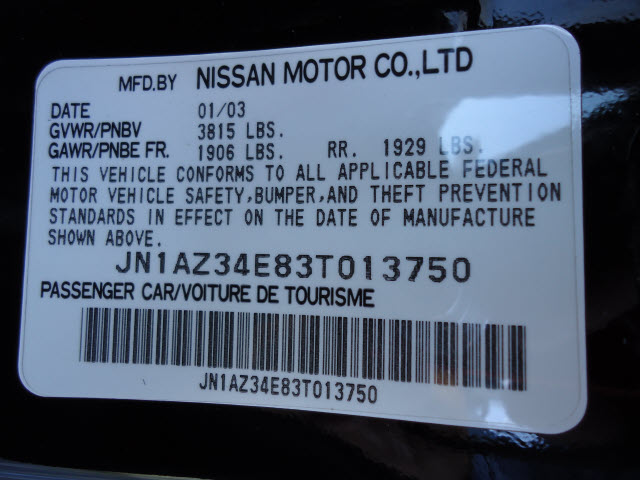 MFD.BY NISSAN MOTOR CO.,LTD
DATE 01/03
GVWR/PNBV 3815 LBS.
GAWR/PNBE FR. 1906 LBS. RR. 1929 LBS.
THIS VEHICLE CONFORMS TO ALL APPLICABLE FEDERAL
MOTOR VEHICLE SAFETY,BUMPER,AND THEFT PREVENTION
STANDARDS IN EFFECT ON THE DATE OF MANUFACTURE
SHOWN ABOVE.
JN1AZ34E83T013750
PASSENGER CAR/VOITURE DE TOURISME
JN1AZ34E83T013750